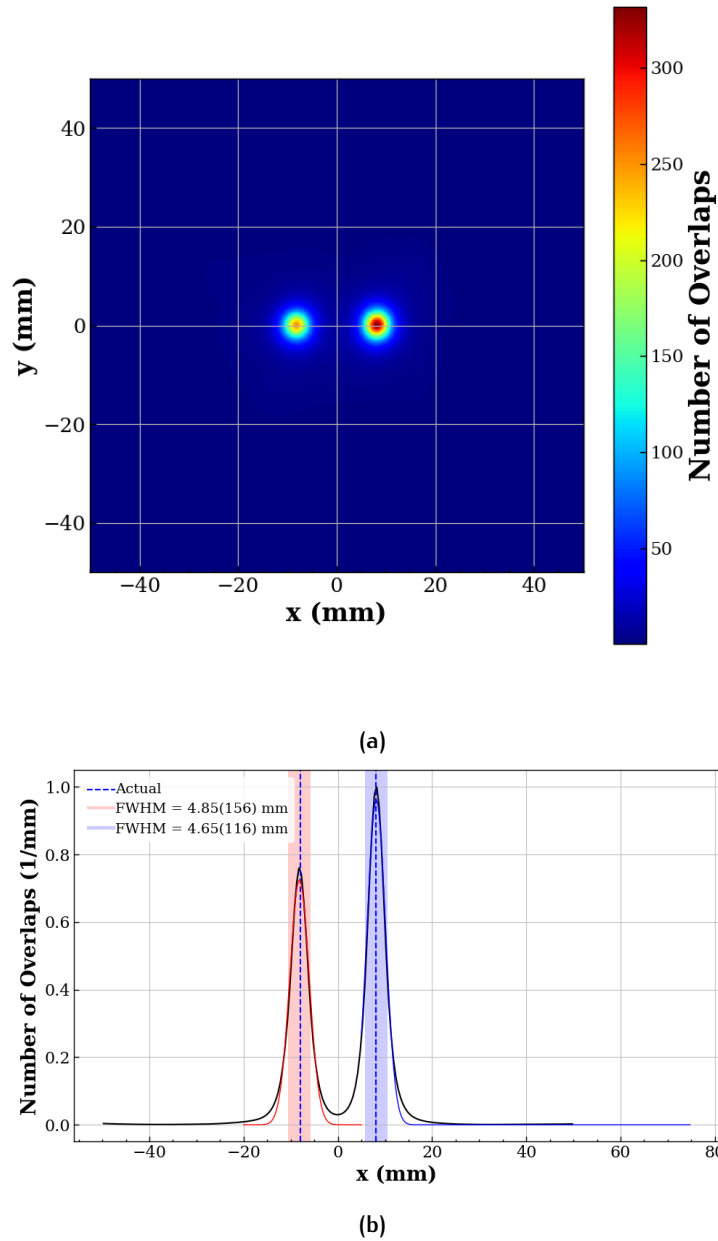 300
250
200
150
100
50
Number of Overlaps
40
20
0
−20
−40
y (mm)
−40 −20 0 20 40
x (mm)
(a)
Actual
FWHM = 4.85(156) mm
FWHM = 4.65(116) mm
1.0
0.8
0.6
0.4
0.2
0.0
Number of Overlaps (1/mm)
−40 −20 0 20 40 60 80
x (mm)
(b)